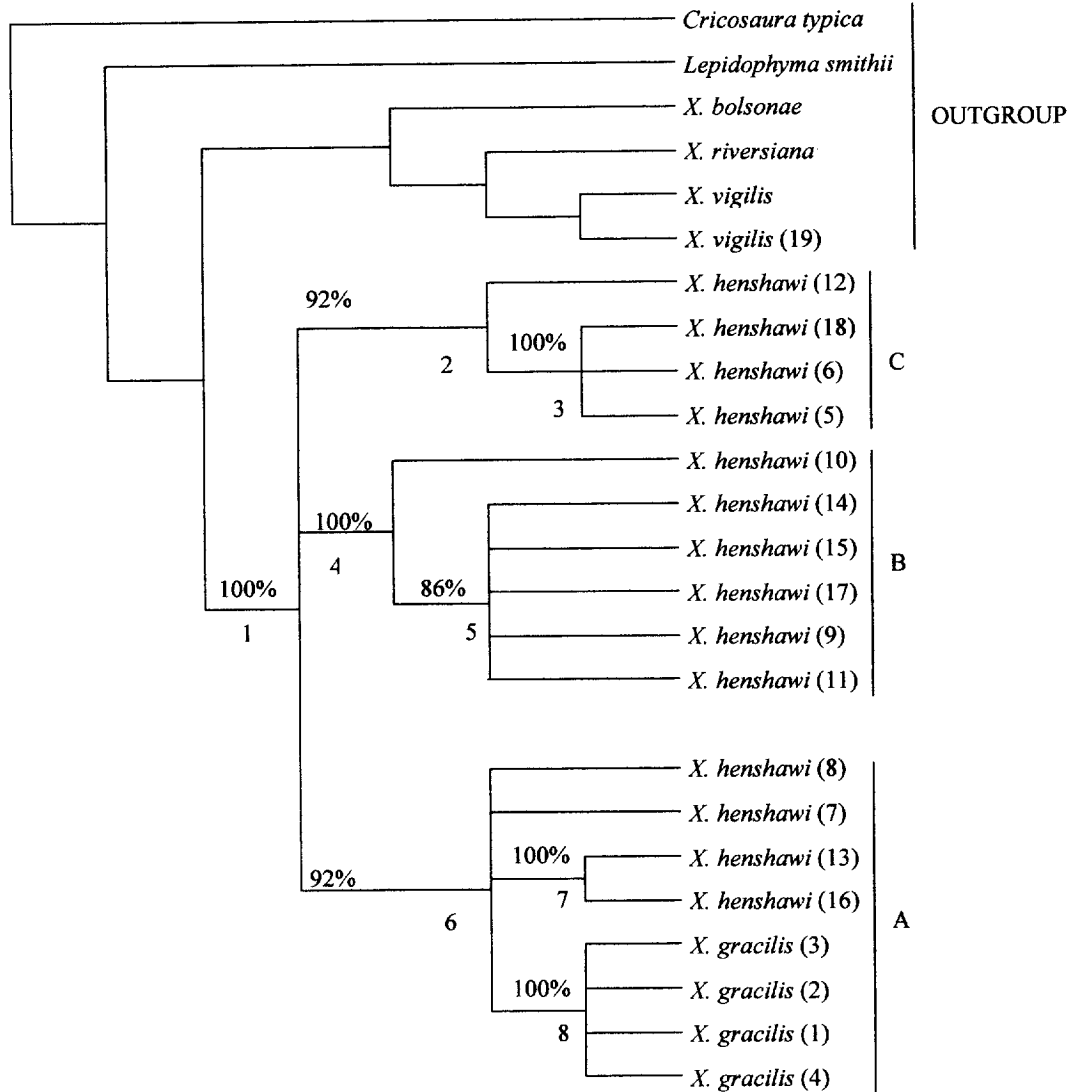 Cricosaura typica
Lepidophyma smithii
X. bolsonae
OUTGROUP
X. riversiana
X. vigilis
X. vigilis (19)
X. henshawi (12)
92%
X. henshawi (18)
100%
2
X. henshawi (6)
C
3
X. henshawi (5)
X. henshawi (10)
X. henshawi (14)
100%
X. henshawi (15)
4
B
100%
86%
X. henshawi (17)
1
5
X. henshawi (9)
X. henshawi (11)
X. henshawi (8)
X. henshawi (7)
100%
X. henshawi (13)
92%
7
X. henshawi (16)
6
A
X. gracilis (3)
100%
X. gracilis (2)
8
X. gracilis (1)
X. gracilis (4)